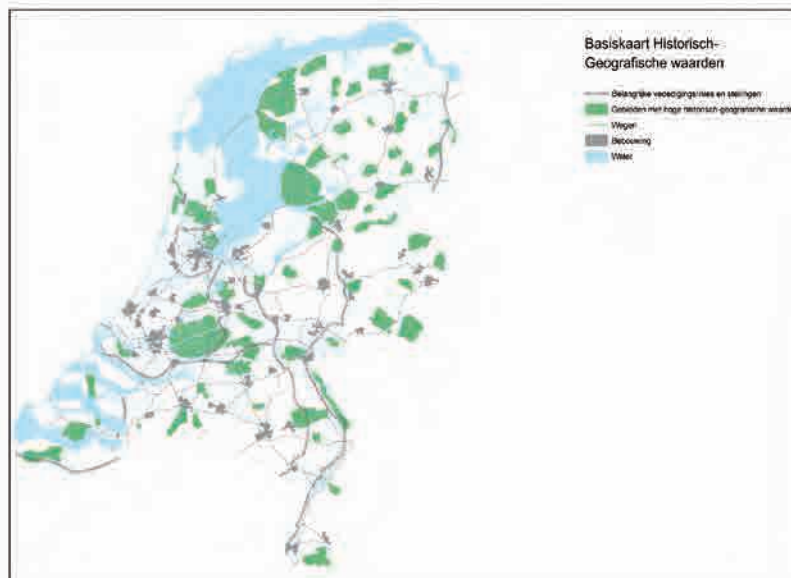 Basiskaart Historisch-
Geografische waarden
Belangrijke verdedigingslinies en stellingen
Gebieden met hoge historisch-geografische waarde
Wegen
Bebouwing
Water